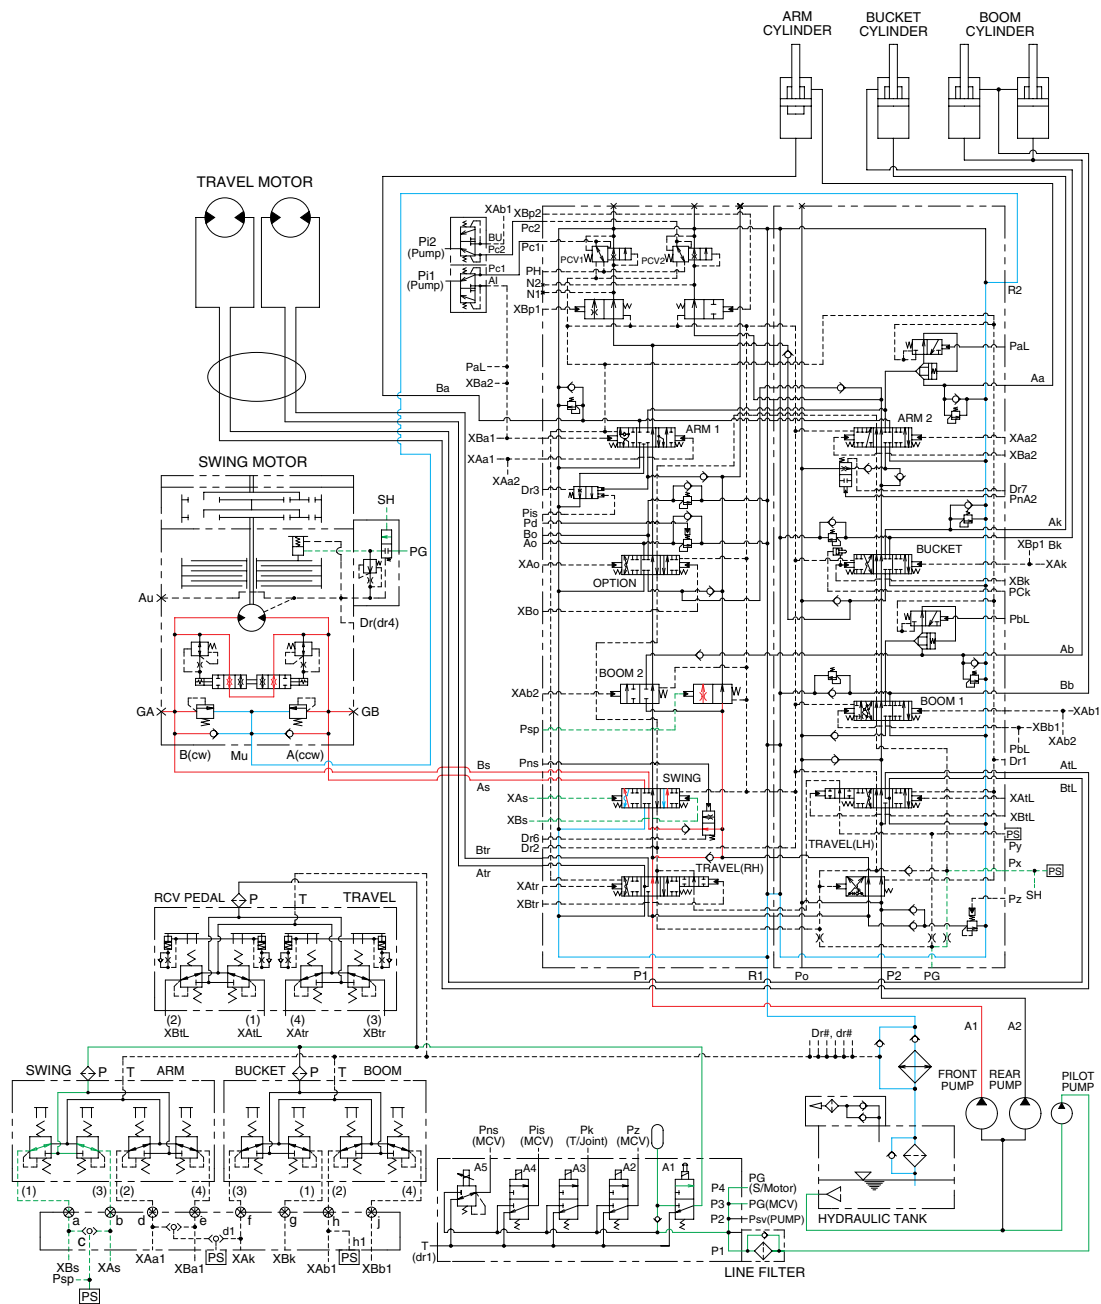 ARM
CYLINDER
BUCKET
CYLINDER
BOOM
CYLINDER
TRAVEL MOTOR
XAb1
XBp2
Pc2
BU
Pi2
(Pump)
Pc2
Pc1
PCV1
PCV2
Pc1
PH
Pi1
(Pump)
AI
N2
N1
R2
XBp1
PaL
PaL
XBa2
Ba
Aa
ARM 1
ARM 2
XBa1
XAa2
XAa1
XBa2
SWING MOTOR
XAa2
Dr3
Dr7
PnA2
SH
Pis
Pd
Bo
Ao
Ak
PG
BUCKET
XBp1
Bk
XAo
XAk
OPTION
XBk
PCk
Au
XBo
PbL
Dr(dr4)
Ab
BOOM 2
Bb
XAb2
BOOM 1
GA
GB
XAb1
Psp
XBb1
XAb2
B(cw)
Mu
A(ccw)
PbL
Dr1
Pns
AtL
Bs
SWING
BtL
As
XAs
XAtL
XBs
XBtL
Dr6
PS
Dr2
TRAVEL(LH)
Py
Btr
TRAVEL(RH)
Px
PS
Atr
XAtr
SH
XBtr
Pz
RCV PEDAL
P
T
TRAVEL
P1
R1
Po
P2
PG
(2)
XBtL
(1)
XAtL
(4)
XAtr
(3)
XBtr
Dr#, dr#
A1
A2
SWING
P
T
ARM
BUCKET
P
T
BOOM
FRONT
PUMP
REAR
PUMP
PILOT
PUMP
Pns
(MCV)
Pis
(MCV)
Pk
(T/Joint)
Pz
(MCV)
A5
A4
A3
A2
A1
(1)
(3)
(2)
(4)
(3)
(1)
(2)
(4)
PG
(S/Motor)
P4
P3
PG(MCV)
P2
Psv(PUMP)
HYDRAULIC TANK
a
b
d
e
f
g
h
j
c
d1
h1
T
(dr1)
P1
LINE FILTER
XBs
XAs
XAa1
XBa1
PS
XAk
XBk
XAb1
PS
XBb1
Psp
PS